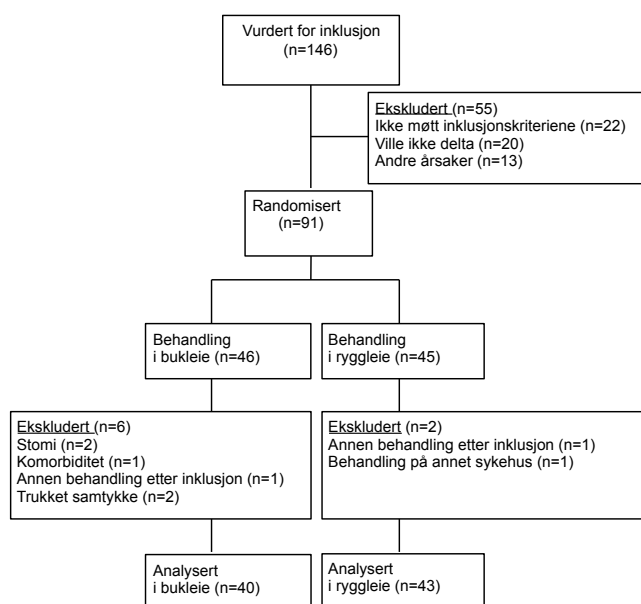 Vurdert for inklusjon
(n=146)
Ekskludert (n=55)
Ikke møtt inklusjonskriteriene (n=22)
Ville ikke delta (n=20)
Andre årsaker (n=13)
Randomisert
(n=91)
Behandling
i bukleie (n=46)
Behandling
i ryggleie (n=45)
Ekskludert (n=6)
Stomi (n=2)
Komorbiditet (n=1)
Annen behandling etter inklusjon (n=1)
Trukket samtykke (n=2)
Ekskludert (n=2)
Annen behandling etter inklusjon (n=1)
Behandling på annet sykehus (n=1)
Analysert
i bukleie (n=40)
Analysert
i ryggleie (n=43)